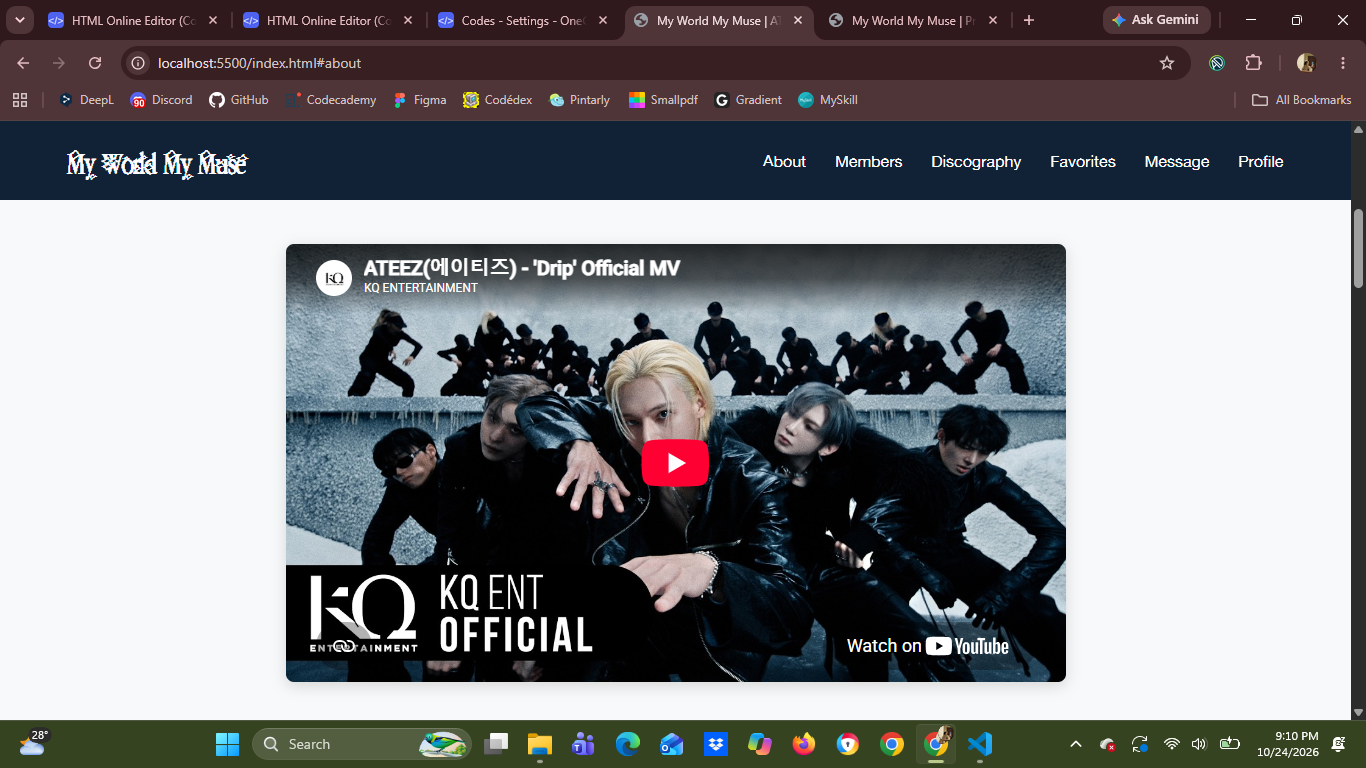 HTML Online Editor (Co
HTML Online Editor (Co
Codes - Settings - One
My World My Muse | AT
My World My Muse | Pr
Ask Gemini
localhost:5500/index.html#about
DeepL
Discord
GitHub
Codecademy
Figma
Codédex
Pintarly
Smallpdf
Gradient
MySkill
All Bookmarks
My World My Muse
About
Members
Discography
Favorites
Message
Profile
ATEEZ(에이티즈) - 'Drip' Official MV
KQ ENTERTAINMENT
KQ
ENTERTAINMENT
KQ ENT
OFFICIAL
Watch on YouTube
28°
Search
9:10 PM
10/24/2026